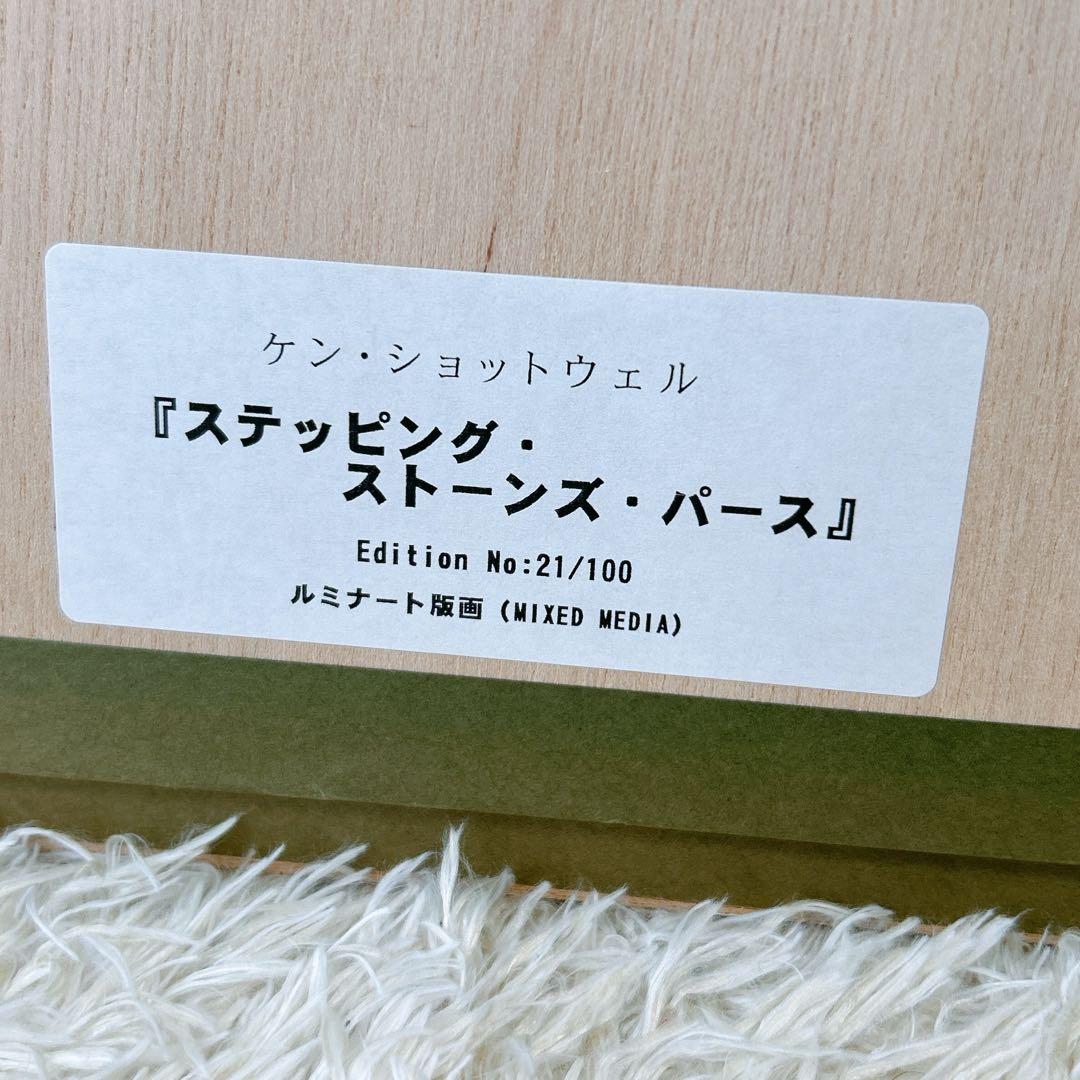 ケン・ショットウェル
『ステッピング・
ストーンズ・パース』
Edition No:21/100
ルミナート版画 (MIXED MEDIA)